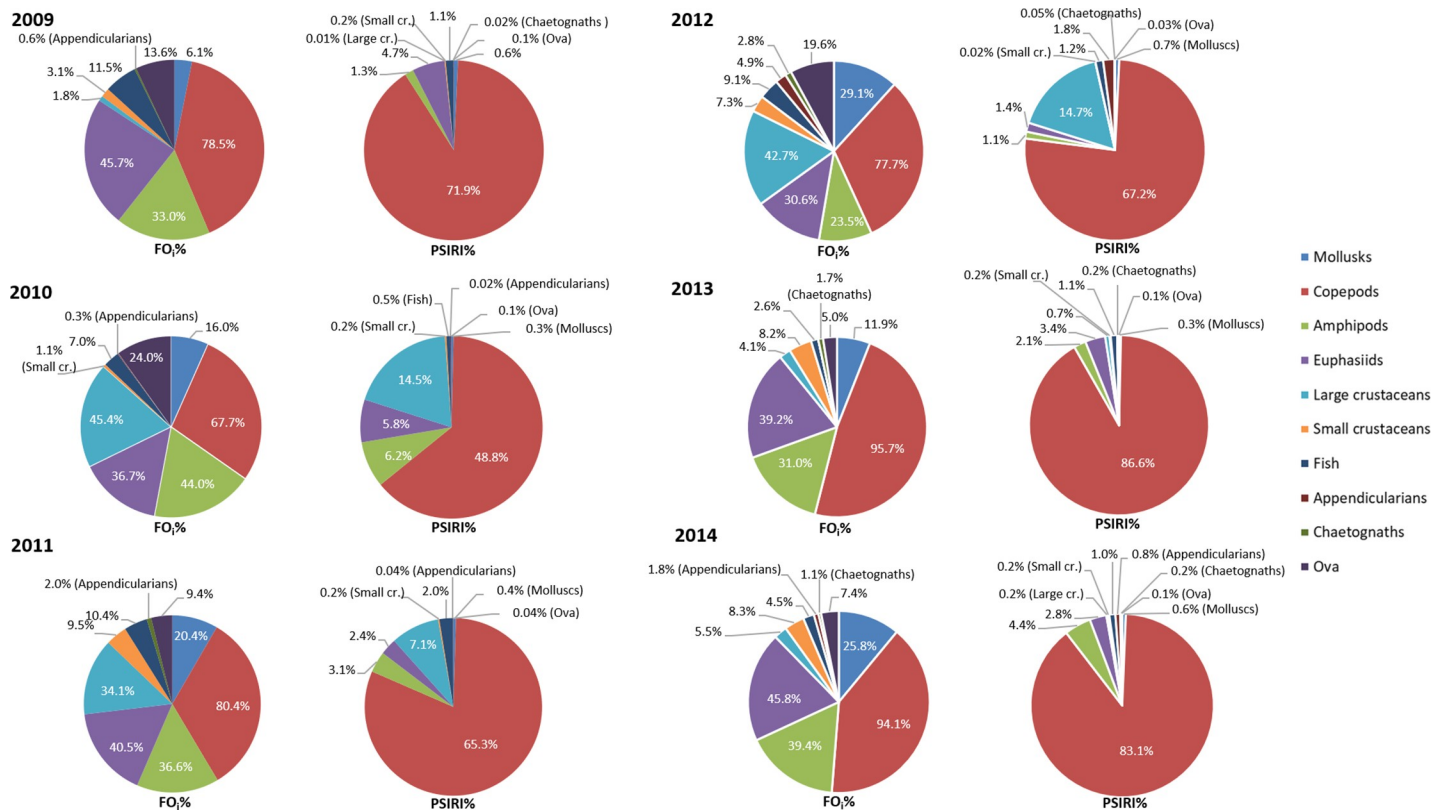 2009
0.6% (Appendicularians)
13.6%
6.1%
11.5%
3.1%
1.8%
45.7%
78.5%
33.0%
FOi%
0.2% (Small cr.)
1.1%
0.02% (Chaetognaths )
0.01% (Large cr.)
0.1% (Ova)
4.7%
0.6%
1.3%
71.9%
PSIRI%
2010
0.3% (Appendicularians)
16.0%
1.1%
(Small cr.)
7.0%
24.0%
45.4%
67.7%
36.7%
44.0%
FOi%
0.02% (Appendicularians)
0.5% (Fish)
0.1% (Ova)
0.2% (Small cr.)
0.3% (Molluscs)
14.5%
5.8%
6.2%
48.8%
PSIRI%
2011
2.0% (Appendicularians)
9.4%
10.4%
9.5%
20.4%
34.1%
80.4%
40.5%
36.6%
FOi%
0.04% (Appendicularians)
0.2% (Small cr.)
2.0%
0.4% (Molluscs)
0.04% (Ova)
2.4%
7.1%
3.1%
65.3%
PSIRI%
2012
2.8%
19.6%
4.9%
9.1%
7.3%
29.1%
42.7%
77.7%
30.6%
23.5%
FOi%
0.05% (Chaetognaths)
1.8%
0.03% (Ova)
0.02% (Small cr.)
1.2%
0.7% (Molluscs)
14.7%
1.4%
1.1%
67.2%
PSIRI%
2013
1.7%
(Chaetognaths)
2.6%
5.0%
11.9%
8.2%
4.1%
39.2%
95.7%
31.0%
FOi%
0.2% (Small cr.)
0.2% (Chaetognaths)
1.1%
0.1% (Ova)
0.7%
0.3% (Molluscs)
3.4%
2.1%
86.6%
PSIRI%
2014
1.8% (Appendicularians)
1.1% (Chaetognaths)
4.5%
7.4%
8.3%
5.5%
25.8%
45.8%
94.1%
39.4%
FOi%
1.0%
0.8% (Appendicularians)
0.2% (Small cr.)
0.2% (Chaetognaths)
0.2% (Large cr.)
0.1% (Ova)
2.8%
0.6% (Molluscs)
4.4%
83.1%
PSIRI%
Mollusks
Copepods
Amphipods
Euphasiids
Large crustaceans
Small crustaceans
Fish
Appendicularians
Chaetognaths
Ova